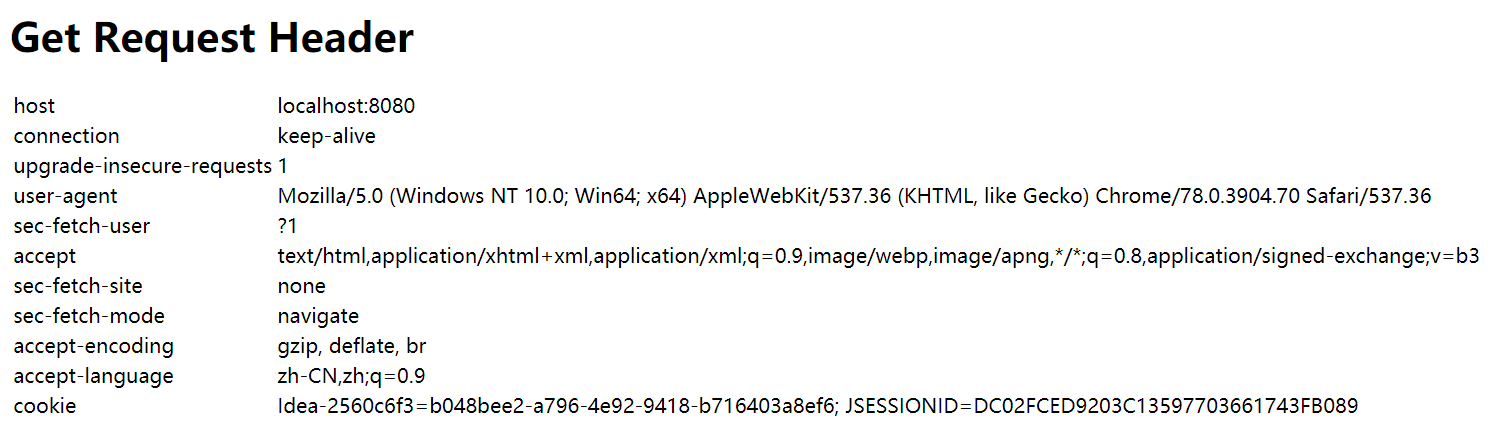 Get Request Header
host localhost:8080
connection keep-alive
upgrade-insecure-requests 1
user-agent Mozilla/5.0 (Windows NT 10.0; Win64; x64) AppleWebKit/537.36 (KHTML, like Gecko) Chrome/78.0.3904.70 Safari/537.36
sec-fetch-user ?1
accept text/html,application/xhtml+xml,application/xml;q=0.9,image/webp,image/apng,*/*;q=0.8,application/signed-exchange;v=b3
sec-fetch-site none
sec-fetch-mode navigate
accept-encoding gzip, deflate, br
accept-language zh-CN,zh;q=0.9
cookie Idea-2560c6f3=b048bee2-a796-4e92-9418-b716403a8ef6; JSESSIONID=DC02FCED9203C13597703661743FB089